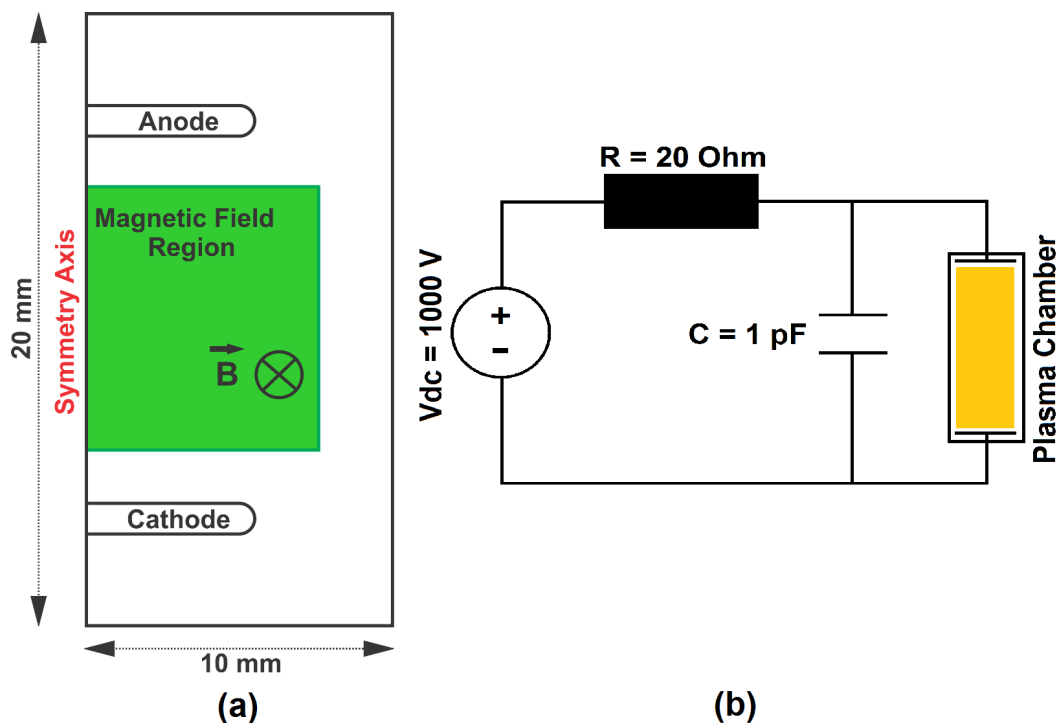 Anode
Magnetic Field
Region
B
Cathode
Symmetry Axis
20 mm
10 mm
(a)
R = 20 Ohm
Vdc = 1000 V
+
-
C = 1 pF
Plasma Chamber
(b)